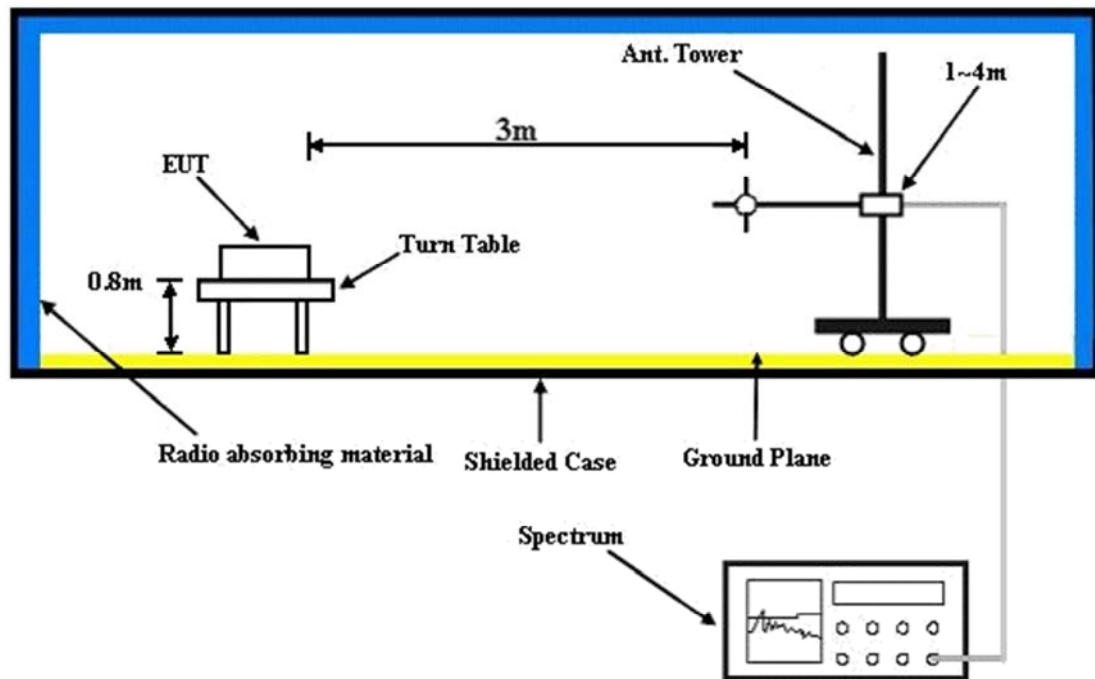 Ant. Tower
1~4m
3m
EUT
Turn Table
0.8m
Radio absorbing material
Shielded Case
Ground Plane
Spectrum